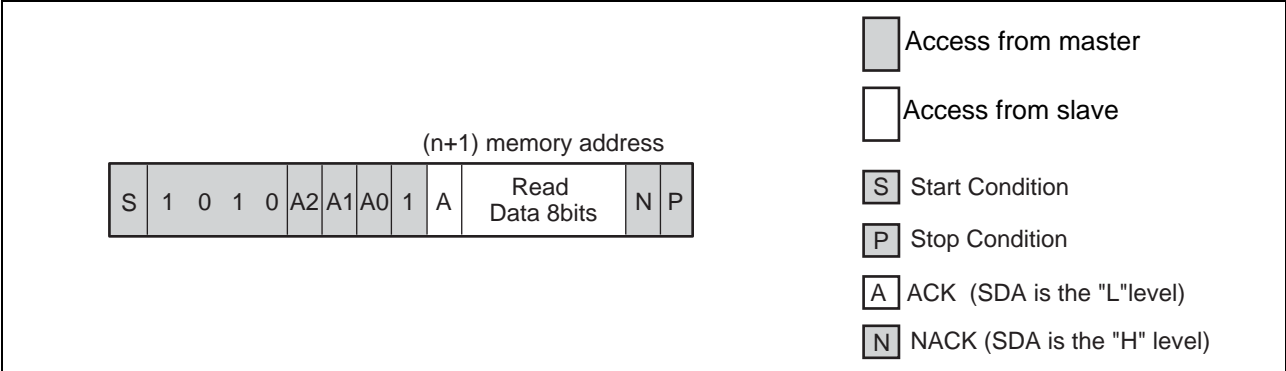 (n+1) memory address
S 1 0 1 0 A2 A1 A0 1 A Read Data 8bits N P
Access from master
Access from slave
S Start Condition
P Stop Condition
A ACK (SDA is the "L"level)
N NACK (SDA is the "H" level)